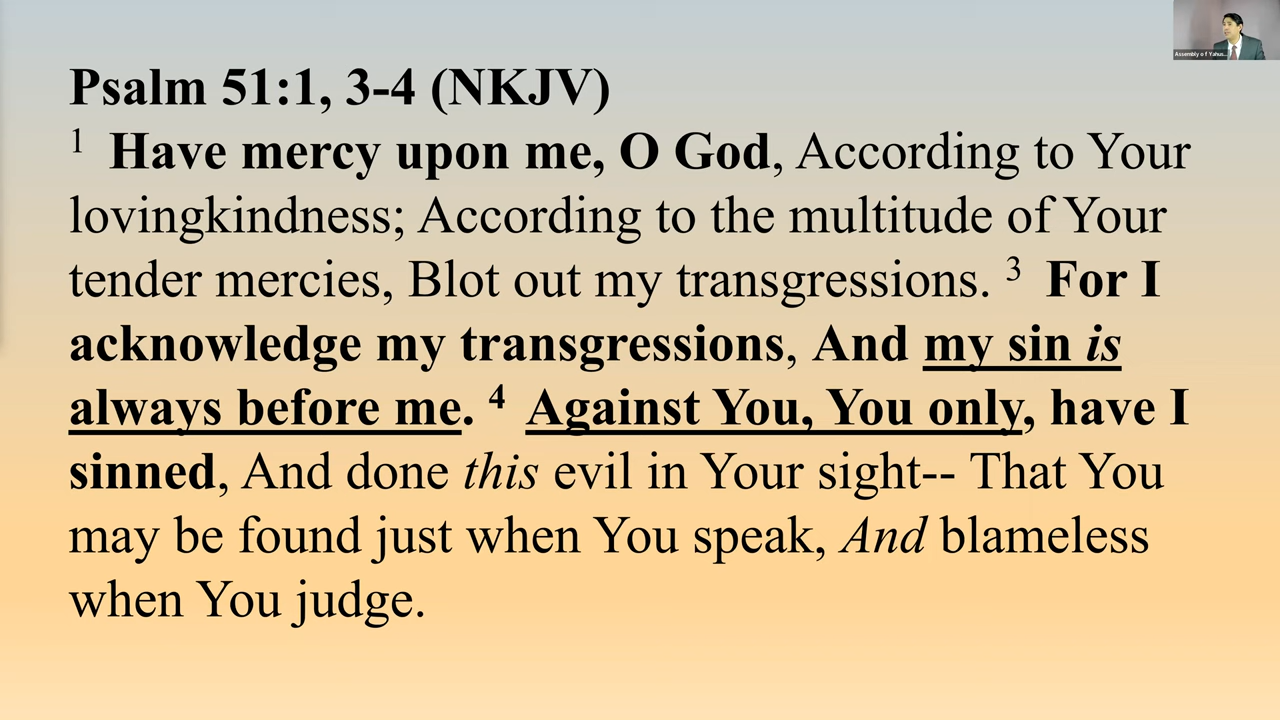 Assembly o f Yahus...
Psalm 51:1, 3-4 (NKJV)
1 Have mercy upon me, O God, According to Your
lovingkindness; According to the multitude of Your
tender mercies, Blot out my transgressions. 3 For I
acknowledge my transgressions, And my sin is
always before me. 4 Against You, You only, have I
sinned, And done this evil in Your sight-- That You
may be found just when You speak, And blameless
when You judge.